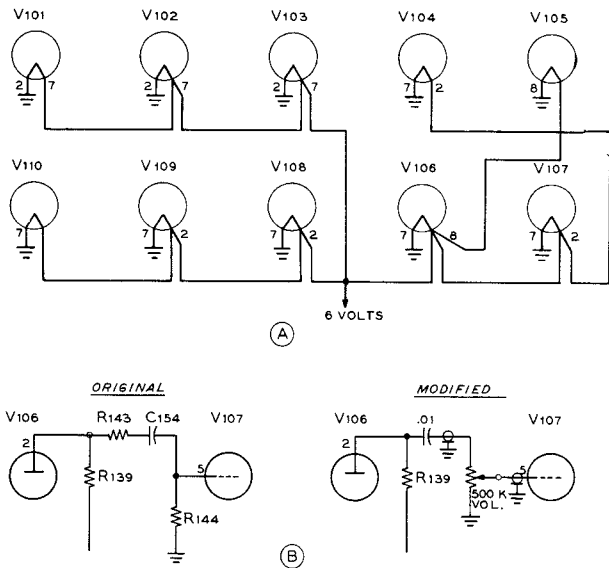 V101 V102 V103 V104 V105
2 7 2 7 2 7 7 2 8
V110 V109 V108 V106 V107
7 7 2 7 2 7 8 7 2
6 VOLTS
A
ORIGINAL MODIFIED
V106 R143 C154 V107 V106 .01 V107
2 5 2 5
R139 R139
500 K
VOL.
R144
B